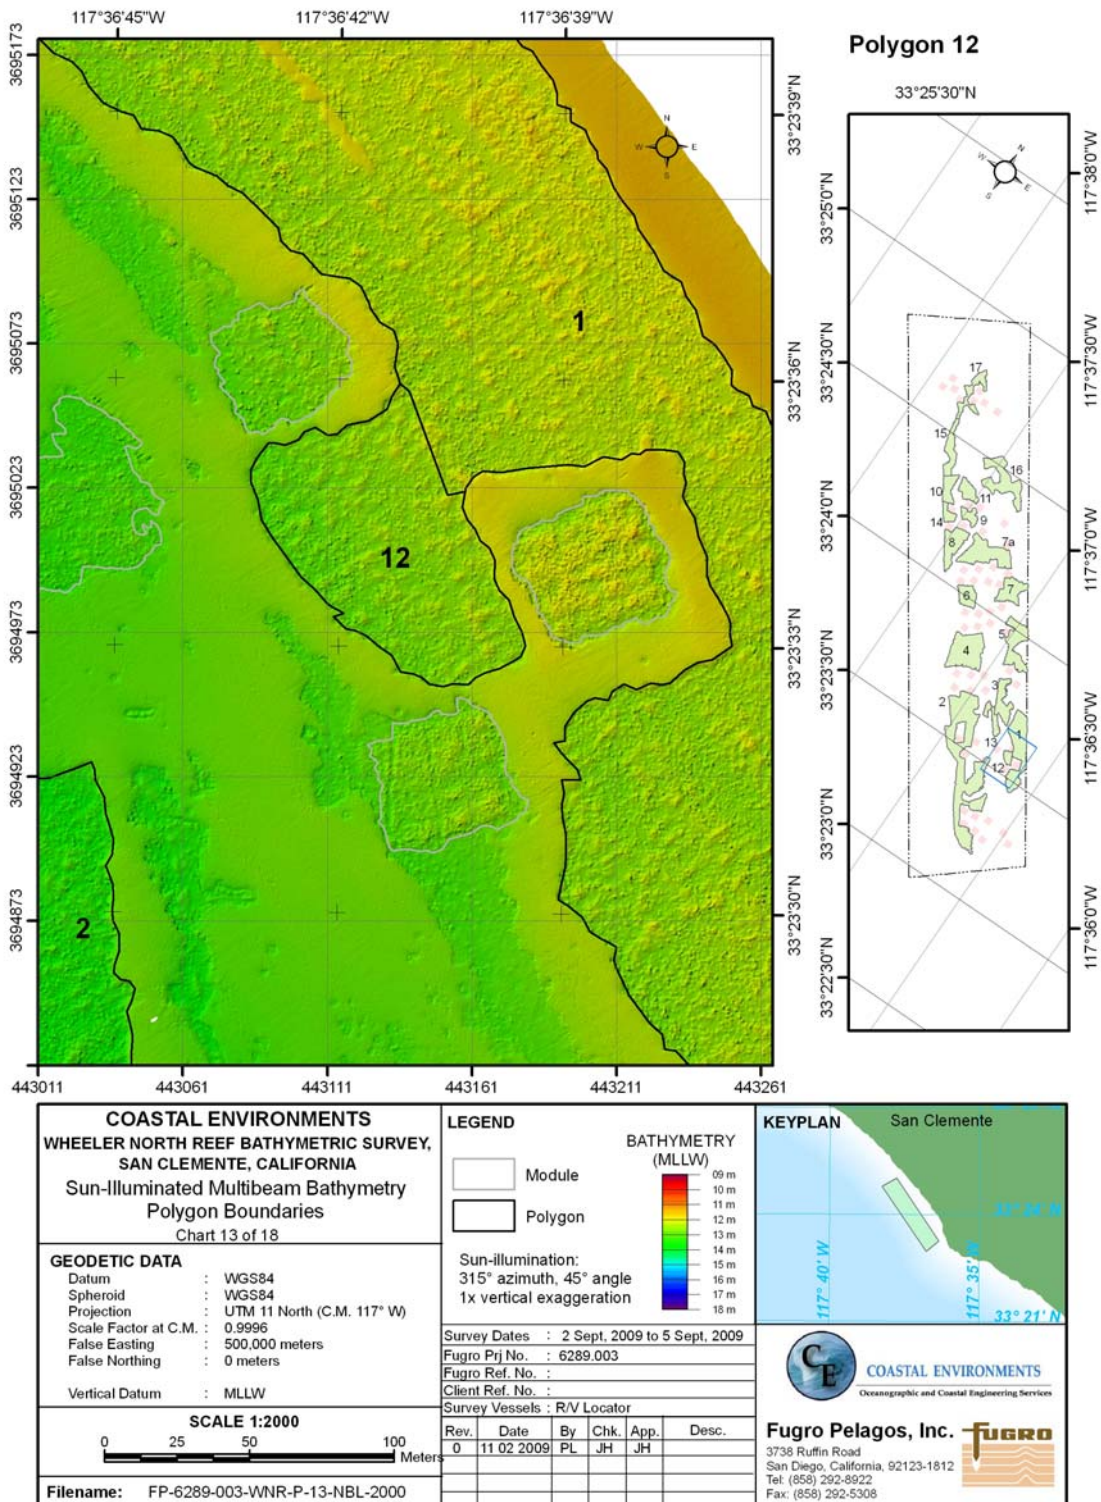 117°36'45"W 117°36'42"W 117°36'39"W
Polygon 12
33°25'30"N
3695173
3695123
3695073
3695023
3694973
3694923
3694873
33°23'39"N
33°23'36"N
33°23'33"N
33°23'30"N
N
W E
S
1
12
2
443011 443061 443111 443161 443211 443261
33°25'0"N
33°24'30"N
33°24'0"N
33°23'30"N
33°23'0"N
33°22'30"N
117°38'0"W
117°37'30"W
117°37'0"W
117°36'30"W
117°36'0"W
N
W
E
S
17
15
16
10
11
14
9
8
7a
6
7
5
4
3
2
1
13
12
COASTAL ENVIRONMENTS
WHEELER NORTH REEF BATHYMETRIC SURVEY,
SAN CLEMENTE, CALIFORNIA
Sun-Illuminated Multibeam Bathymetry
Polygon Boundaries
Chart 13 of 18
GEODETIC DATA
Datum : WGS84
Spheroid : WGS84
Projection : UTM 11 North (C.M. 117° W)
Scale Factor at C.M. : 0.9996
False Easting : 500,000 meters
False Northing : 0 meters
Vertical Datum : MLLW
SCALE 1:2000
0 25 50 100
Meters
Filename: FP-6289-003-WNR-P-13-NBL-2000
LEGEND
Module
Polygon
Sun-illumination:
315° azimuth, 45° angle
1x vertical exaggeration
BATHYMETRY
(MLLW)
09 m
10 m
11 m
12 m
13 m
14 m
15 m
16 m
17 m
18 m
Survey Dates : 2 Sept, 2009 to 5 Sept, 2009
Fugro Prj No. : 6289.003
Fugro Ref. No. :
Client Ref. No. :
Survey Vessels : R/V Locator
Rev. Date By Chk. App. Desc.
0 11 02 2009 PL JH JH
KEYPLAN
San Clemente
33° 24' N
117° 40' W
117° 35' W
33° 21' N
CE
COASTAL ENVIRONMENTS
Oceanographic and Coastal Engineering Services
Fugro Pelagos, Inc.
3738 Ruffin Road
San Diego, California, 92123-1812
Tel: (858) 292-8922
Fax: (858) 292-5308
FUGRO